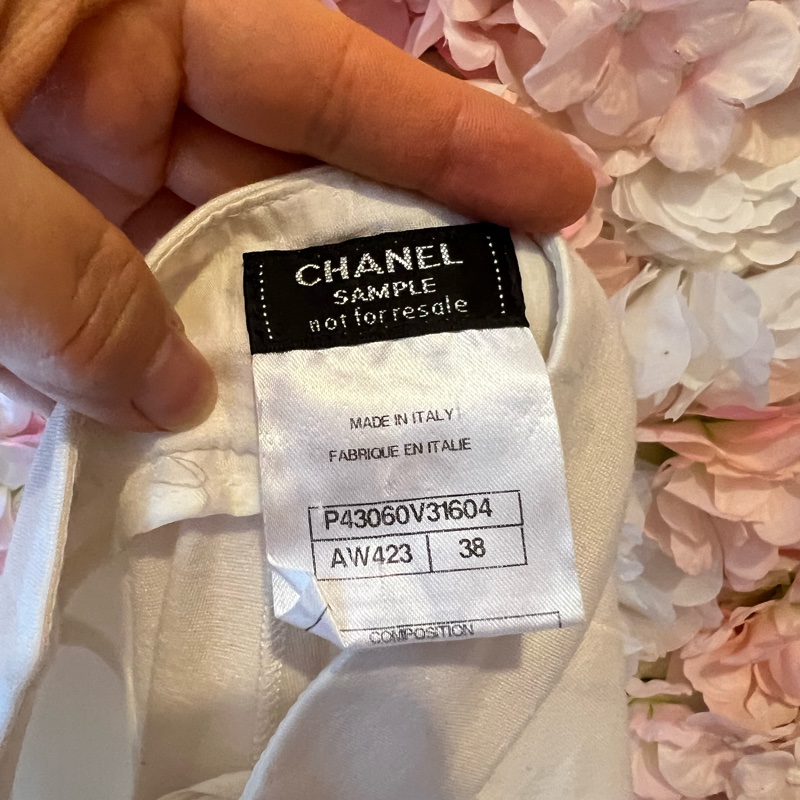 CHANEL
SAMPLE
not for resale
MADE IN ITALY
FABRIQUE EN ITALIE
P43060V31604
AW423 38
COMPOSITION